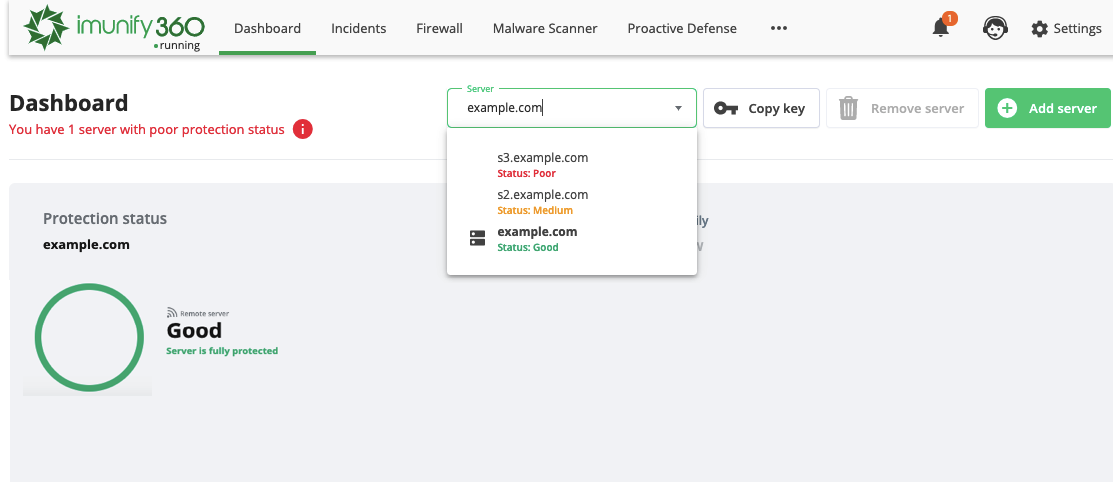 imunify360
running
Dashboard
Incidents
Firewall
Malware Scanner
Proactive Defense
1
Settings
Dashboard
You have 1 server with poor protection status
Server
example.com
Copy key
Remove server
Add server
s3.example.com
Status: Poor
s2.example.com
Status: Medium
example.com
Status: Good
Protection status
example.com
Remote server
Good
Server is fully protected